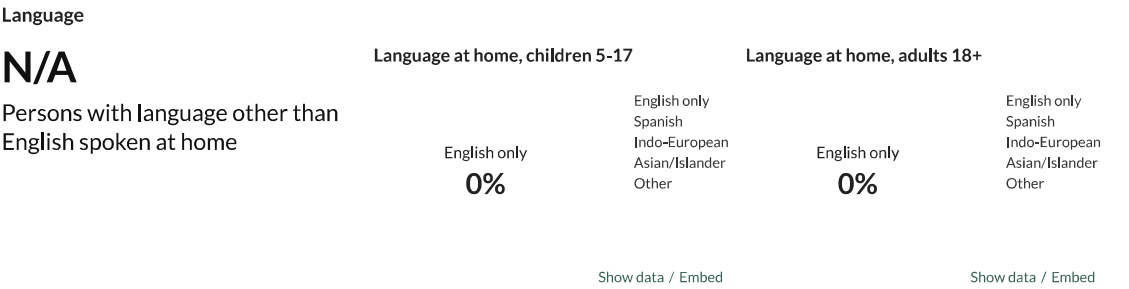 Language
N/A
Persons with language other than
English spoken at home
Language at home, children 5-17
English only
0%
English only
Spanish
Indo-European
Asian/Islander
Other
Show data / Embed
Language at home, adults 18+
English only
0%
English only
Spanish
Indo-European
Asian/Islander
Other
Show data / Embed